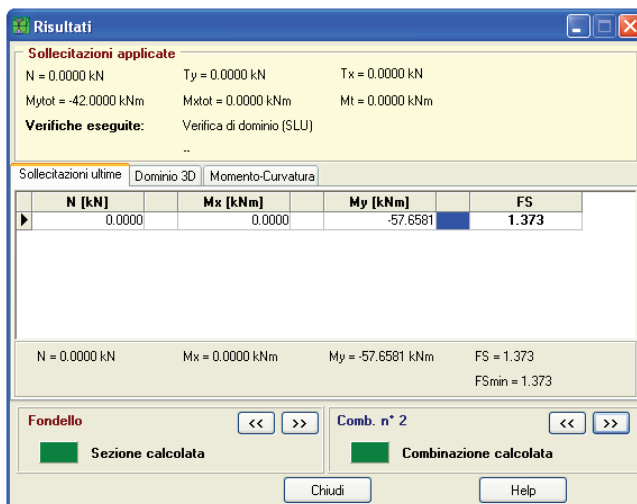 Risultati
Sollecitazioni applicate
N = 0.0000 kN Ty = 0.0000 kN Tx = 0.0000 kN
Mytot = -42.0000 kNm Mxtot = 0.0000 kNm Mt = 0.0000 kNm
Verifiche eseguite: Verifica di dominio (SLU)
..
Sollecitazioni ultime Dominio 3D Momento-Curvatura
N [kN] Mx [kNm] My [kNm] FS
0.0000 0.0000 -57.6581 1.373
N = 0.0000 kN Mx = 0.0000 kNm My = -57.6581 kNm FS = 1.373
FSmin = 1.373
Fondello << >> Comb. n° 2 << >>
Sezione calcolata Combinazione calcolata
Chiudi Help